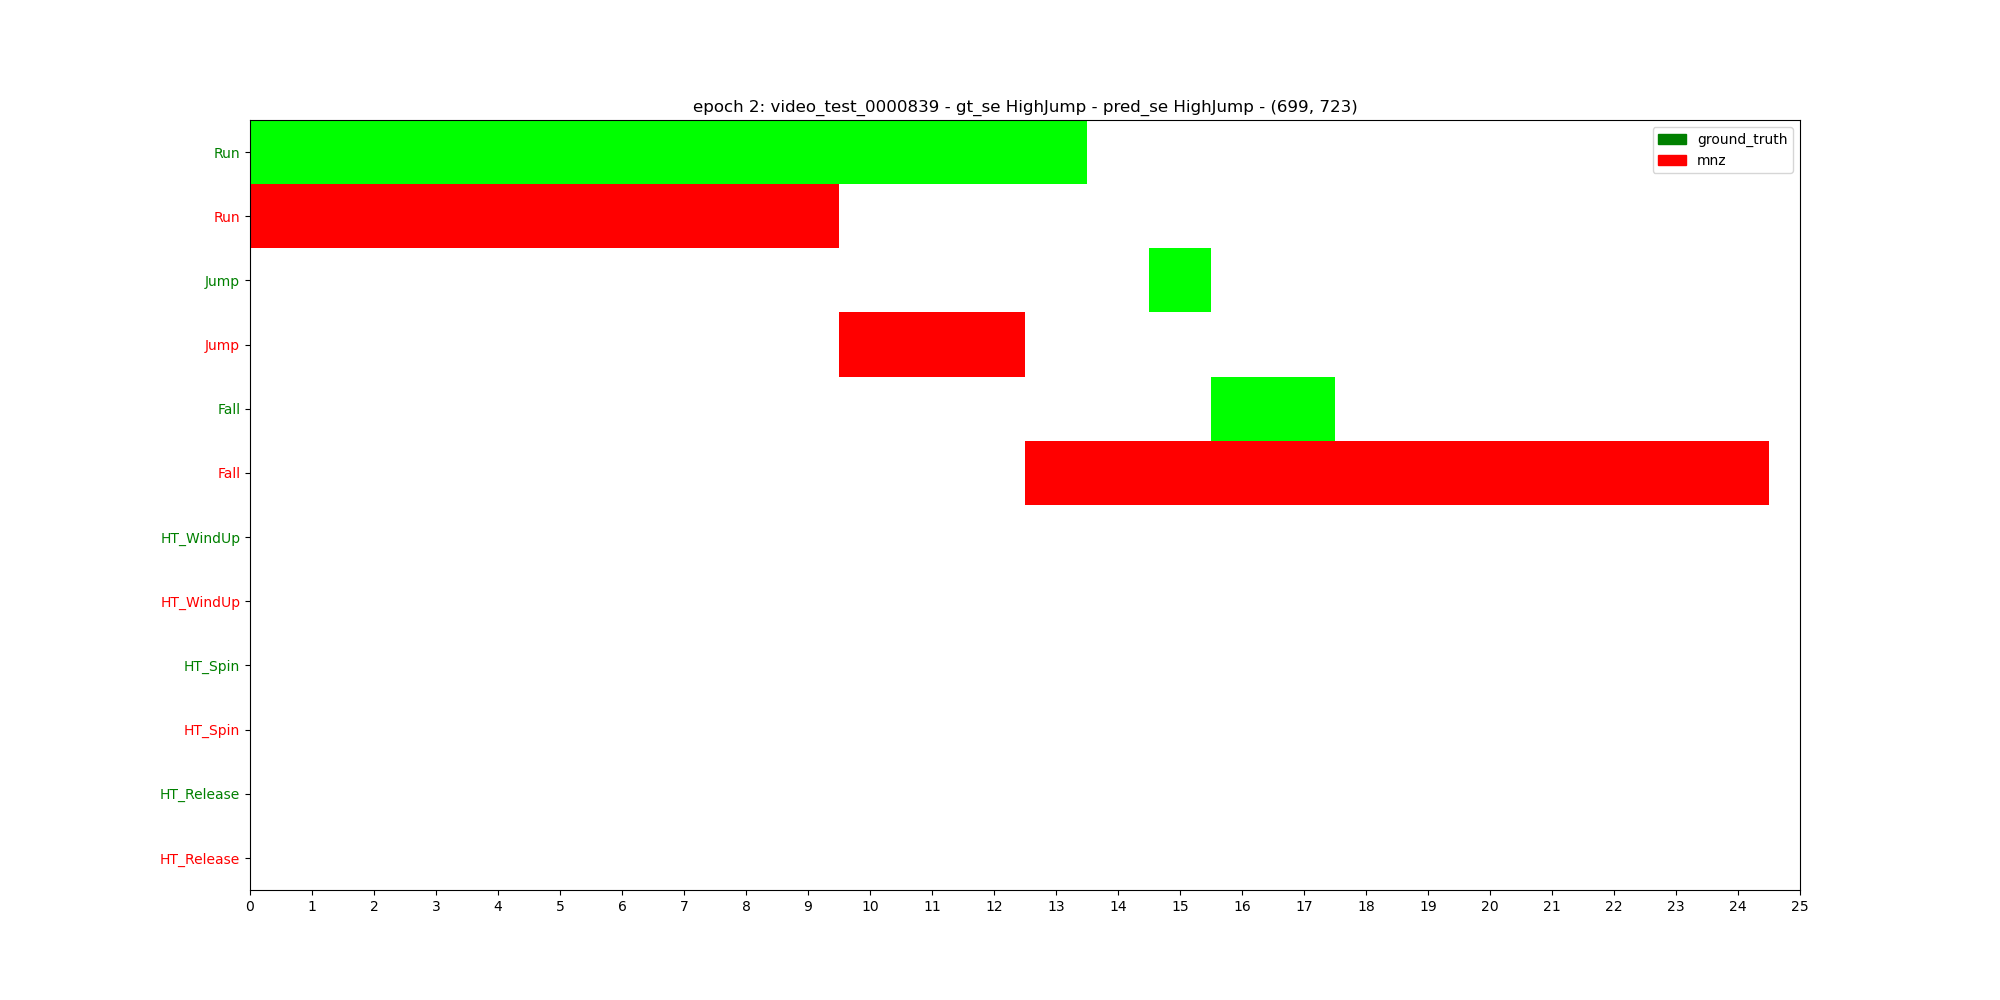 epoch 2: video_test_0000839 - gt_se HighJump - pred_se HighJump - (699, 723)
ground_truth
mnz
Run
Run
Jump
Jump
Fall
Fall
HT_WindUp
HT_WindUp
HT_Spin
HT_Spin
HT_Release
HT_Release
0 1 2 3 4 5 6 7 8 9 10 11 12 13 14 15 16 17 18 19 20 21 22 23 24 25